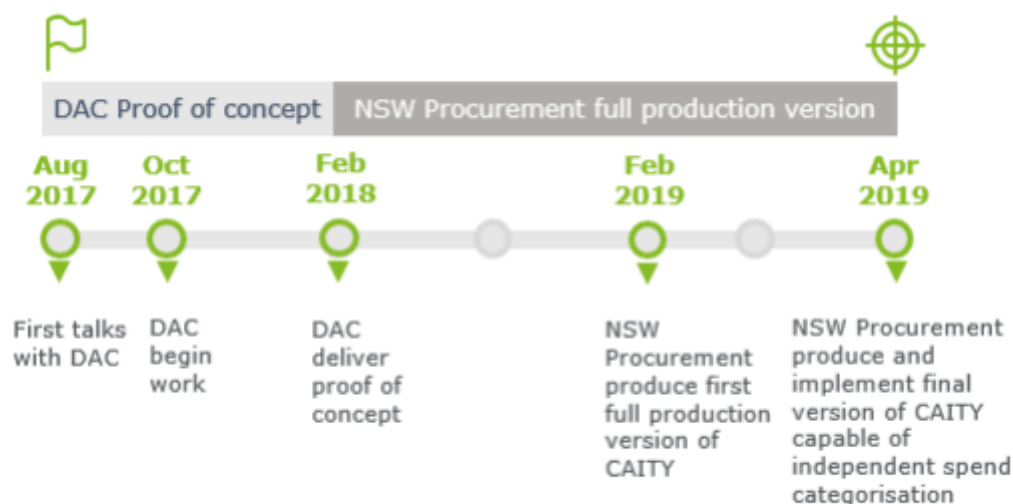 DAC Proof of concept
NSW Procurement full production version
Aug
2017
Oct
2017
Feb
2018
Feb
2019
Apr
2019
First talks
with DAC
DAC
begin
work
DAC
deliver
proof of
concept
NSW
Procurement
produce first
full production
version of
CAITY
NSW Procurement
produce and
implement final
version of CAITY
capable of
independent spend
categorisation